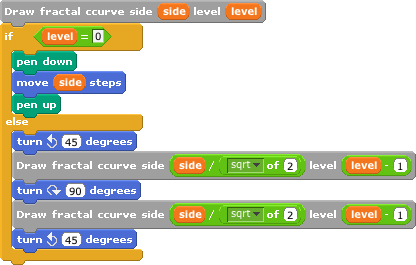 Draw fractal ccurve side side level level
if level = 0
pen down
move side steps
pen up
else
turn ↺ 45 degrees
Draw fractal ccurve side side / sqrt of 2 level level - 1
turn ↻ 90 degrees
Draw fractal ccurve side side / sqrt of 2 level level - 1
turn ↺ 45 degrees